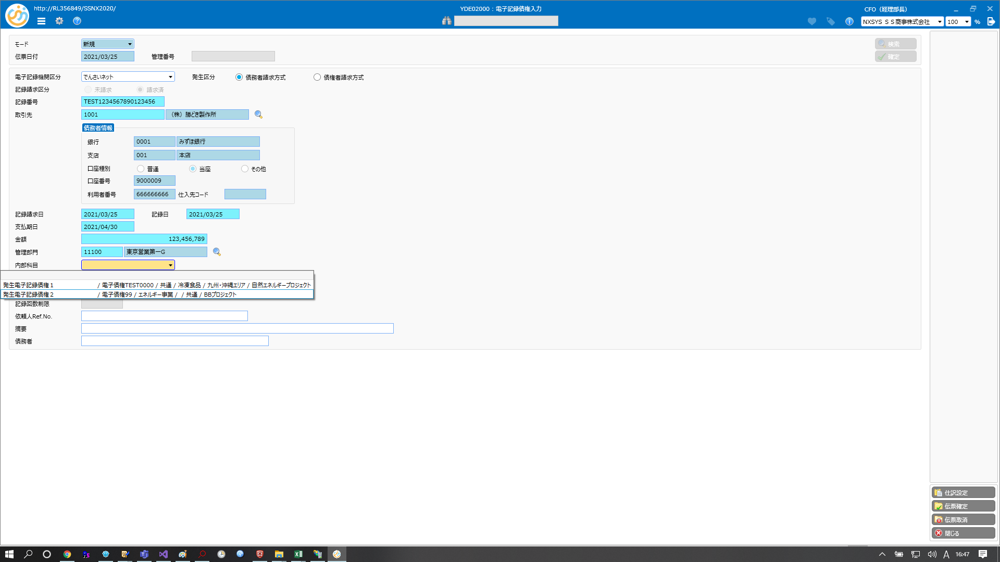 http://RL356849/SSNX2020/
YDE02000 : 電子記録債権入力
CFO（経理部長）
NXSYS ＳＳ商事株式会社
100
%
モード
新規
検索
伝票日付
2021/03/25
管理番号
確定
電子記録機関区分
でんさいネット
発生区分
債務者請求方式
債権者請求方式
記録請求区分
未請求
請求済
記録番号
TEST1234567890123456
取引先
1001
（株）勝どき製作所
債務者情報
銀行
0001
みずほ銀行
支店
001
本店
口座種別
普通
当座
その他
口座番号
9000009
利用者番号
666666666
仕入先コード
記録請求日
2021/03/25
記録日
2021/03/25
支払期日
2021/04/30
金額
123,456,789
管理部門
11100
東京営業第一G
内部科目
発生電子記録債権１ / 電子債権TEST0000 / 共通 / 冷凍食品 / 九州・沖縄エリア / 自然エネルギープロジェクト
発生電子記録債権２ / 電子債権99 / エネルギー事業 / / 共通 / BBプロジェクト
記録回数制限
依頼人Ref.No.
摘要
債務者
仕訳設定
伝票確定
伝票取消
閉じる
A
16:47